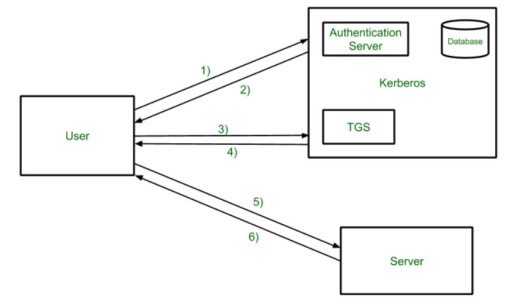 Authentication
Server
Database
Kerberos
1)
2)
User
3)
TGS
4)
5)
6)
Server